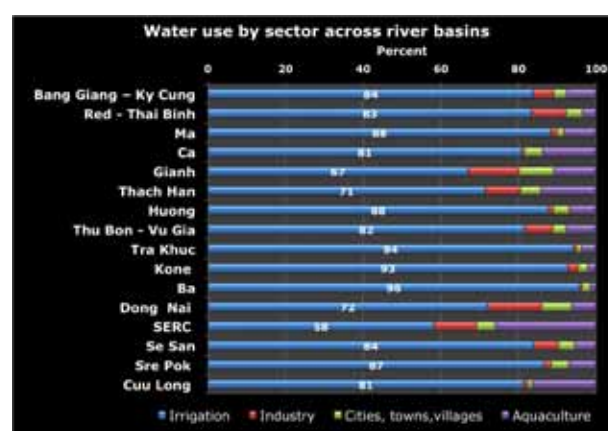 Water use by sector across river basins
Percent
0 20 40 60 80 100
Bang Giang – Ky Cung 84
Red - Thai Binh 83
Ma 88
Ca 81
Gianh 67
Thach Han 71
Huong 88
Thu Bon - Vu Gia 82
Tra Khuc 94
Kone 93
Ba 96
Dong Nai 72
SERC 58
Se San 84
Sre Pok 87
Cuu Long 81
Irrigation Industry Cities, towns,villages Aquaculture